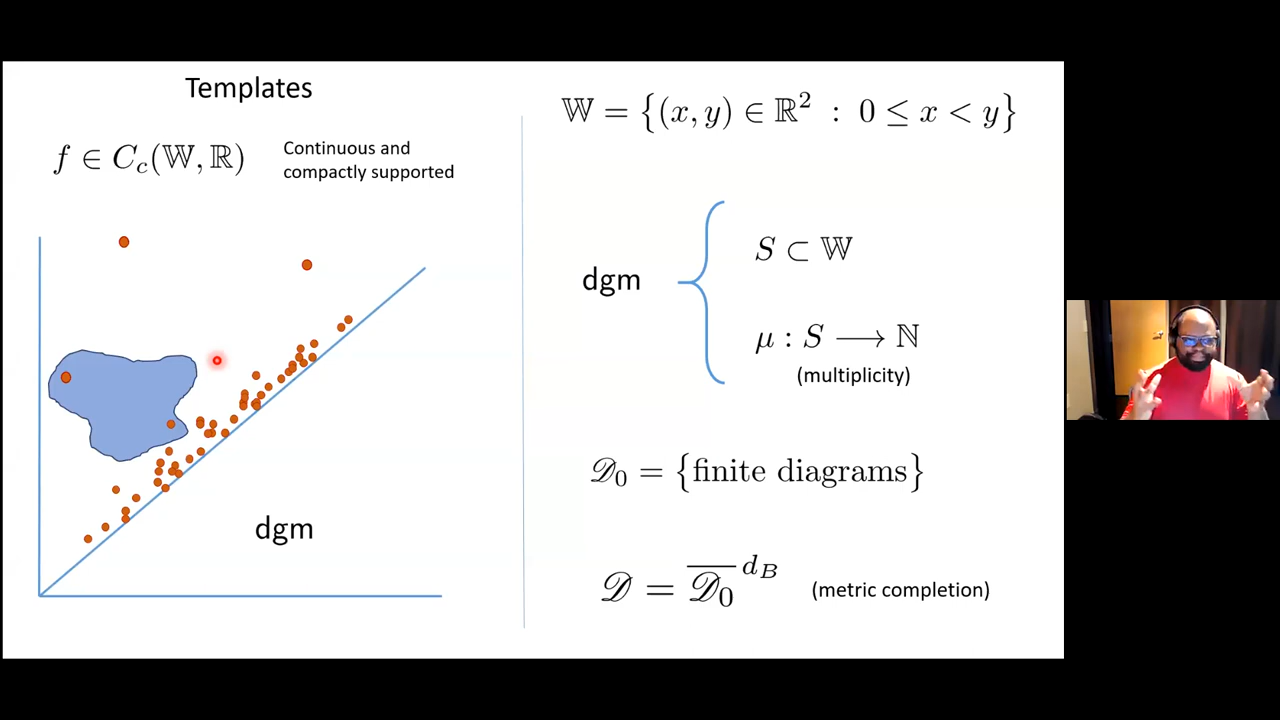 Templates
f ∈ C_c(𝕎, ℝ)
Continuous and
compactly supported
dgm
𝕎 = {(x, y) ∈ ℝ² : 0 ≤ x < y}
dgm
S ⊂ 𝕎
μ : S ⟶ ℕ
(multiplicity)
𝒟₀ = {finite diagrams}
𝒟 = \overline{𝒟₀}^{d_B} (metric completion)